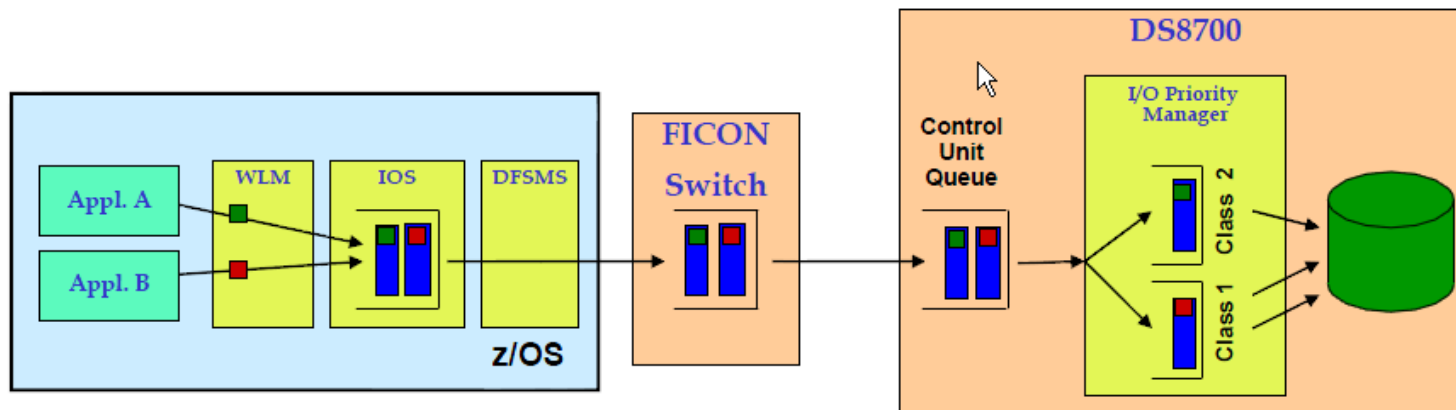 DS8700
I/O Priority
Manager
FICON
Switch
Control
Unit
Queue
WLM
IOS
DFSMS
Appl. A
Appl. B
Class 2
Class 1
z/OS